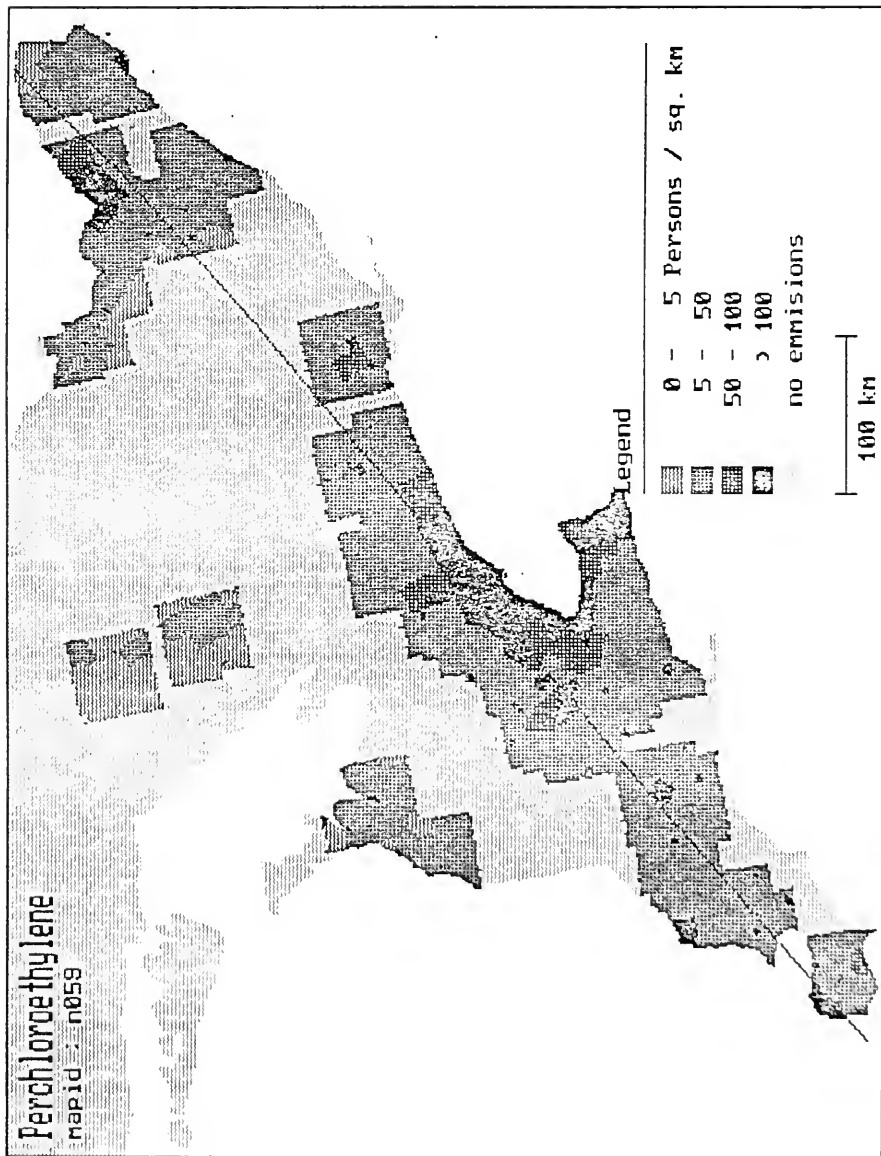 Perchloroethylene
mapid : n059
Legend
0 - 5 Persons / sq. km
5 - 50
50 - 100
> 100
no emmisions
100 km